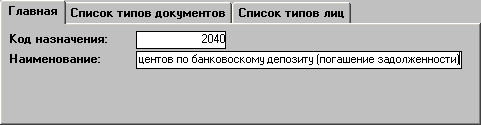 Главная Список типов документов Список типов лиц
Код назначения: 2040
Наименование: центов по банковоскому депозиту (погашение задолженности)